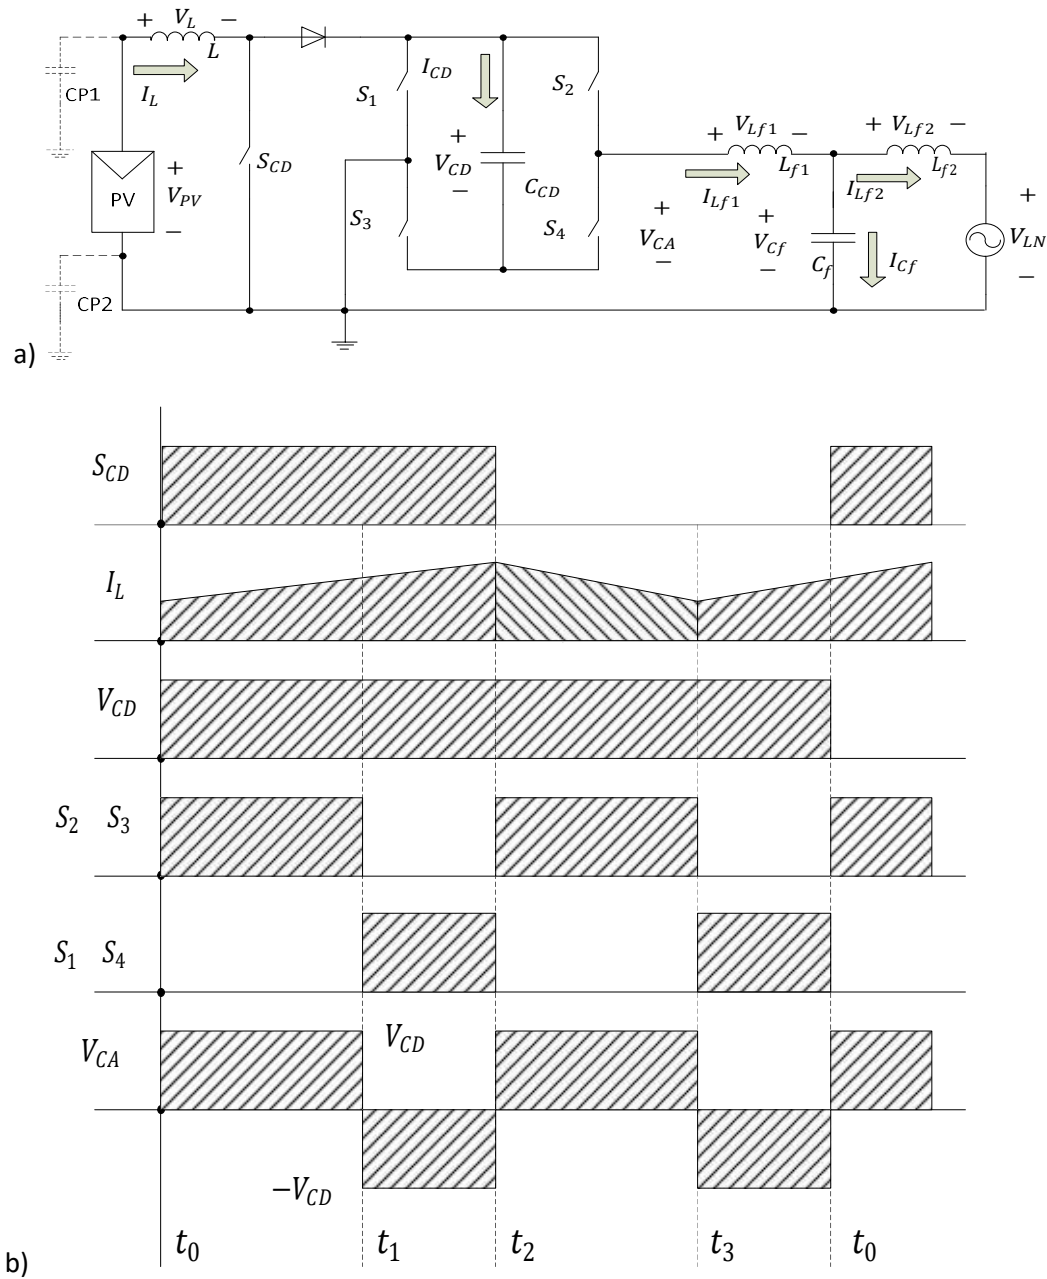 + V_L −
L
I_L
CP1
PV
+
V_PV
−
CP2
S_CD
S_1
I_CD
S_2
+
V_CD
−
C_CD
S_3
S_4
+ V_Lf1 −
L_f1
I_Lf1
+ V_Lf2 −
L_f2
I_Lf2
+
V_CA
−
+
V_Cf
−
C_f
I_Cf
+
V_LN
−
a)
S_CD
I_L
V_CD
S_2 S_3
S_1 S_4
V_CA
V_CD
−V_CD
t_0 t_1 t_2 t_3 t_0
b)